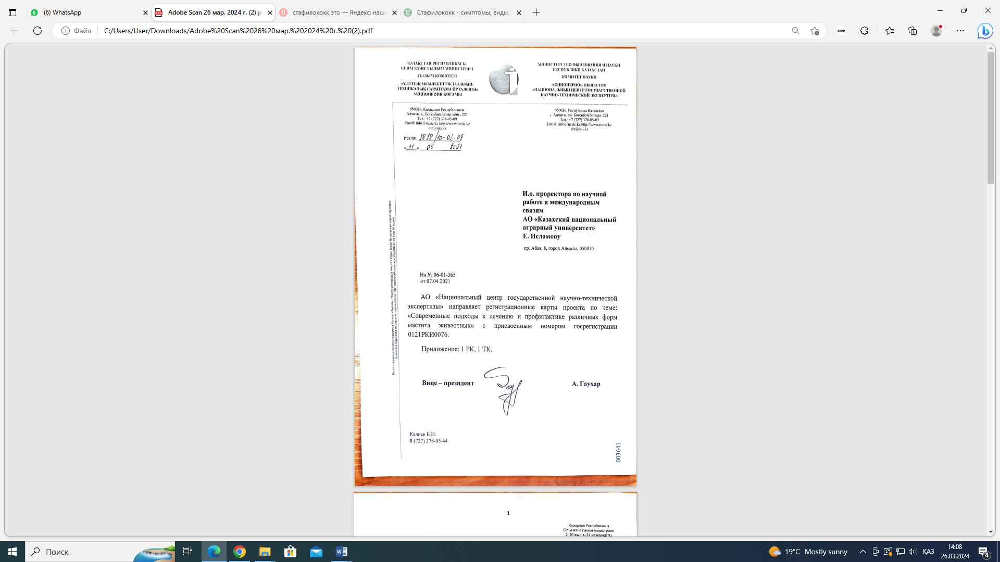 (6) WhatsApp
Adobe Scan 26 мар. 2024 г. (2).p
стафилококк это — Яндекс: наш
Стафилококк - симптомы, виды,
Файл
C:/Users/User/Downloads/Adobe%20Scan%2026%20мар.%202024%20г.%20(2).pdf
AERO
ҚАЗАҚСТАН РЕСПУБЛИКАСЫ
БІЛІМ ЖӘНЕ ҒЫЛЫМ МИНИСТРЛІГІ
ҒЫЛЫМ КОМИТЕТІ
«ҰЛТТЫҚ МЕМЛЕКЕТТІК ҒЫЛЫМИ-
ТЕХНИКАЛЫҚ САРАПТАМА ОРТАЛЫҒЫ»
АКЦИОНЕРЛІК ҚОҒАМЫ
МИНИСТЕРСТВО ОБРАЗОВАНИЯ И НАУКИ
РЕСПУБЛИКИ КАЗАХСТАН
КОМИТЕТ НАУКИ
АКЦИОНЕРНОЕ ОБЩЕСТВО
«НАЦИОНАЛЬНЫЙ ЦЕНТР ГОСУДАРСТВЕННОЙ
НАУЧНО-ТЕХНИЧЕСКОЙ ЭКСПЕРТИЗЫ
050026, Қазақстан Республикасы
Алматы қ., Бөгенбай батыр көш., 221
Тел.: +7 (727) 378-05-09
Email: info@ncste.kz http://www.ncste.kz
dir@inti.kz
050026, Республика Казахстан
г. Алматы, ул. Богенбай батыра, 221
Тел.: +7 (727) 378-05-09
Email: info@ncste.kz http://www.ncste.kz
dir@inti.kz
Исх №: 1828/10-02-09
«11» 05 2021
И.о. проректора по научной
работе и международным
связям
АО «Казахский национальный
аграрный университет»
Е. Исламову
пр. Абая, 8, город Алматы, 050010
На № 06-01-365
от 07.04.2021
АО «Национальный центр государственной научно-технической
экспертизы» направляет регистрационные карты проекта по теме:
«Современные подходы к лечению и профилактике различных форм
мастита живаотных» с присвоенным номером госрегистрации
0121РКИ0076.
Приложение: 1 РК, 1 ТК.
Вице – президент
А. Гаухар
Калиев Б.Н.
8 (727) 378-05-44
003641
1
Қазақстан Республикасы
Білім және ғылым министрінің
2020 жылғы 24 маусымдағы
Поиск
19°C Mostly sunny
ҚАЗ
14:08
26.03.2024
4